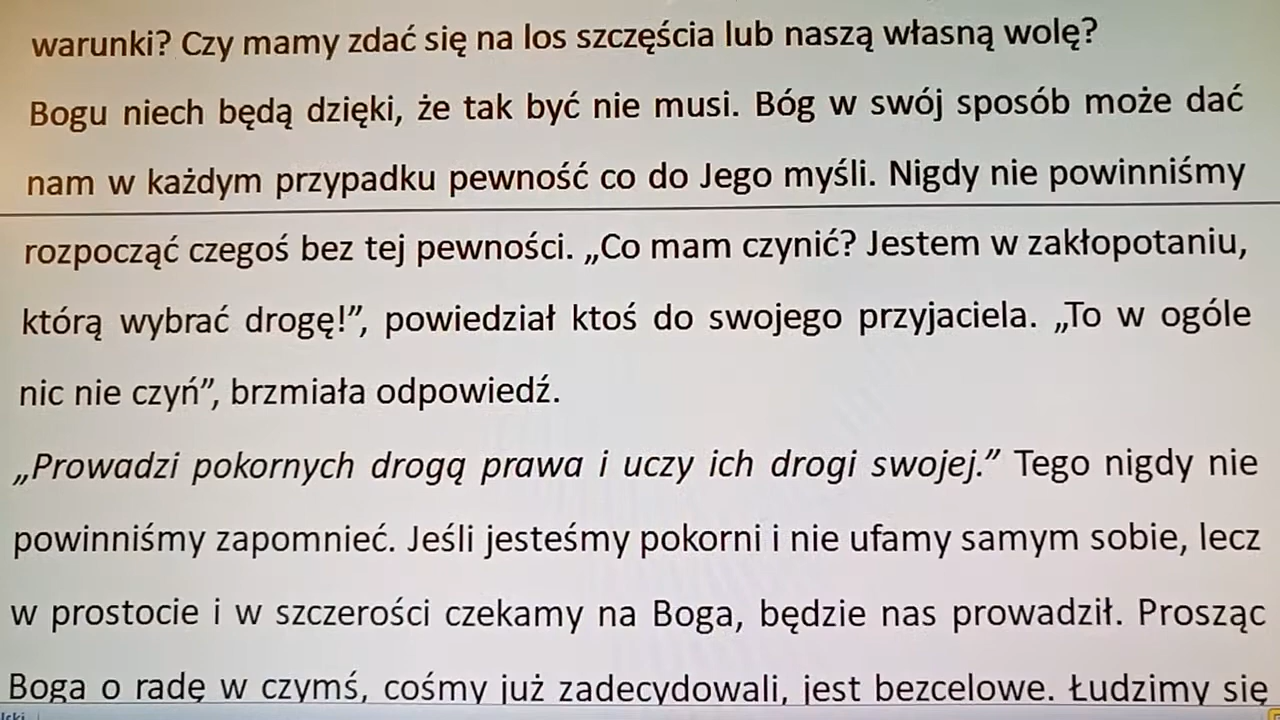 warunki? Czy mamy zdać się na los szczęścia lub naszą własną wolę?
Bogu niech będą dzięki, że tak być nie musi. Bóg w swój sposób może dać
nam w każdym przypadku pewność co do Jego myśli. Nigdy nie powinniśmy
rozpocząć czegoś bez tej pewności. „Co mam czynić? Jestem w zakłopotaniu,
którą wybrać drogę!”, powiedział ktoś do swojego przyjaciela. „To w ogóle
nic nie czyń”, brzmiała odpowiedź.
„Prowadzi pokornych drogą prawa i uczy ich drogi swojej.” Tego nigdy nie
powinniśmy zapomnieć. Jeśli jesteśmy pokorni i nie ufamy samym sobie, lecz
w prostocie i w szczerości czekamy na Boga, będzie nas prowadził. Prosząc
Boga o radę w czymś, cośmy już zadecydowali, jest bezcelowe. Łudzimy się